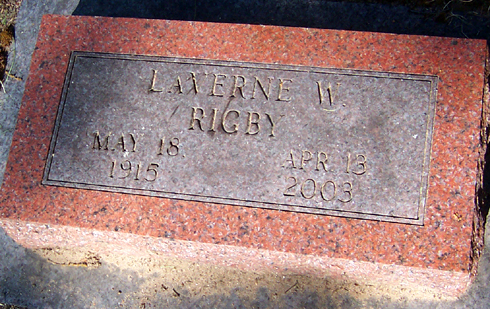 LAVERNE W.
RIGBY
MAY 18
1915
APR 13
2003